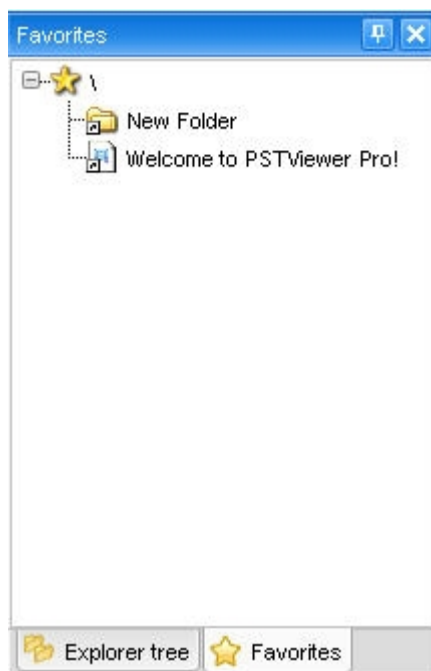 Favorites
\
New Folder
Welcome to PSTViewer Pro!
Explorer tree
Favorites